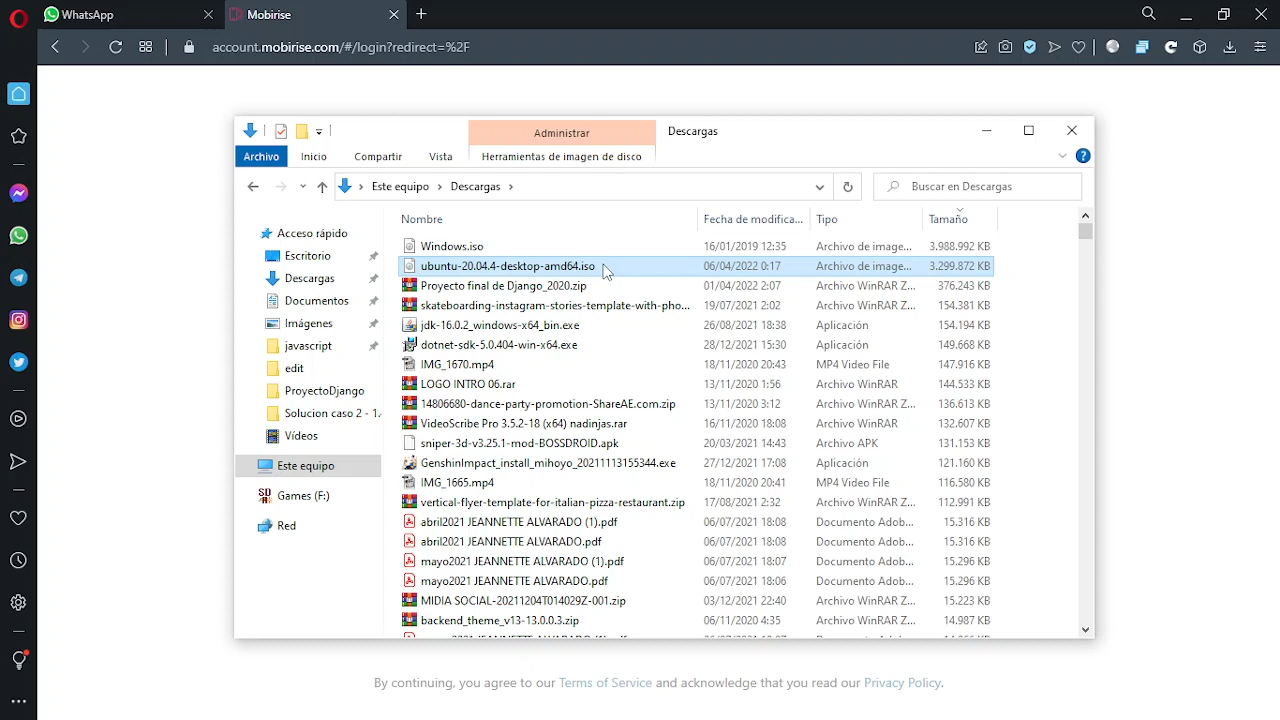 WhatsApp
Mobirise
account.mobirise.com/#/login?redirect=%2F
Administrar
Descargas
Archivo Inicio Compartir Vista Herramientas de imagen de disco
Este equipo Descargas
Buscar en Descargas
Nombre Fecha de modifica... Tipo Tamaño
Acceso rápido
Escritorio
Descargas
Documentos
Imágenes
javascript
edit
ProyectoDjango
Solucion caso 2 - 1.
Vídeos
Este equipo
Games (F:)
Red
Windows.iso 16/01/2019 12:35 Archivo de image... 3.988.992 KB
ubuntu-20.04.4-desktop-amd64.iso 06/04/2022 0:17 Archivo de image... 3.299.872 KB
Proyecto final de Django_2020.zip 01/04/2022 2:07 Archivo WinRAR Z... 376.243 KB
skateboarding-instagram-stories-template-with-pho... 19/07/2021 2:02 Archivo WinRAR Z... 154.381 KB
jdk-16.0.2_windows-x64_bin.exe 26/08/2021 18:38 Aplicación 154.194 KB
dotnet-sdk-5.0.404-win-x64.exe 28/12/2021 15:30 Aplicación 149.668 KB
IMG_1670.mp4 18/11/2020 20:43 MP4 Video File 147.916 KB
LOGO INTRO 06.rar 13/11/2020 1:56 Archivo WinRAR 144.533 KB
14806680-dance-party-promotion-ShareAE.com.zip 13/11/2020 3:12 Archivo WinRAR Z... 136.613 KB
VideoScribe Pro 3.5.2-18 (x64) nadinjas.rar 16/11/2020 18:08 Archivo WinRAR 132.607 KB
sniper-3d-v3.25.1-mod-BOSSDROID.apk 20/03/2021 14:43 Archivo APK 131.153 KB
GenshinImpact_install_mihoyo_20211113155344.exe 27/12/2021 17:08 Aplicación 121.160 KB
IMG_1665.mp4 18/11/2020 20:41 MP4 Video File 116.580 KB
vertical-flyer-template-for-italian-pizza-restaurant.zip 17/08/2021 2:32 Archivo WinRAR Z... 112.991 KB
abril2021 JEANNETTE ALVARADO (1).pdf 06/07/2021 18:08 Documento Adob... 15.316 KB
abril2021 JEANNETTE ALVARADO.pdf 06/07/2021 18:08 Documento Adob... 15.316 KB
mayo2021 JEANNETTE ALVARADO (1).pdf 06/07/2021 18:07 Documento Adob... 15.296 KB
mayo2021 JEANNETTE ALVARADO.pdf 06/07/2021 18:06 Documento Adob... 15.296 KB
MIDIA SOCIAL-20211204T014029Z-001.zip 03/12/2021 22:40 Archivo WinRAR Z... 15.223 KB
backend_theme_v13-13.0.0.3.zip 06/11/2020 4:35 Archivo WinRAR Z... 14.987 KB
By continuing, you agree to our Terms of Service and acknowledge that you read our Privacy Policy.